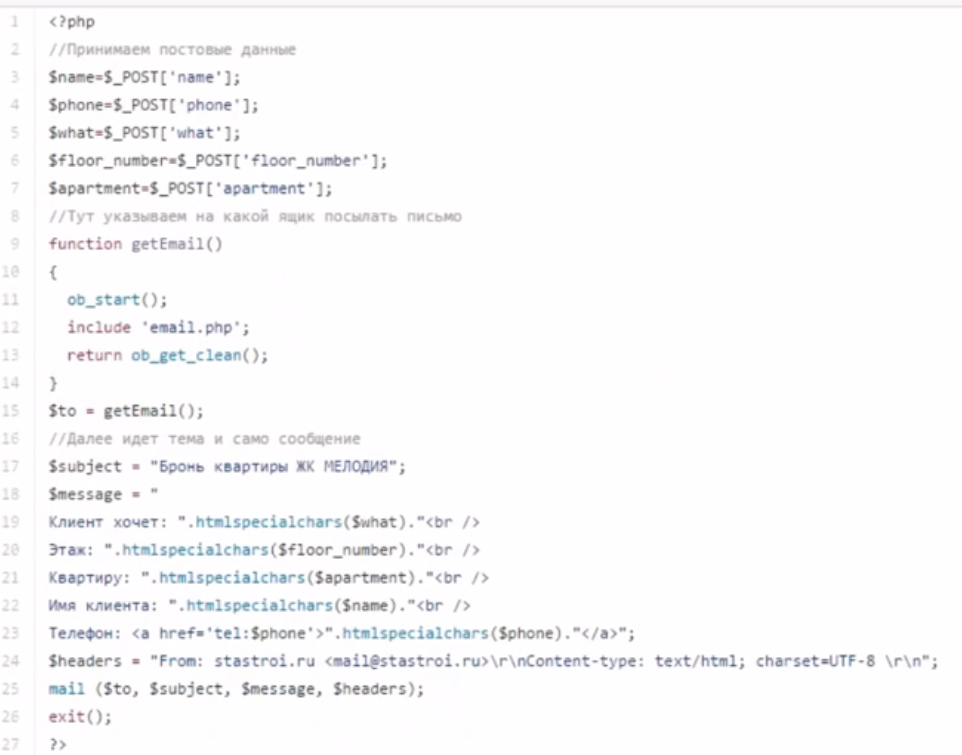 1 <?php
2 //Принимаем постовые данные
3 $name=$_POST['name'];
4 $phone=$_POST['phone'];
5 $what=$_POST['what'];
6 $floor_number=$_POST['floor_number'];
7 $apartment=$_POST['apartment'];
8 //Тут указываем на какой ящик посылать письмо
9 function getEmail()
10 {
11 ob_start();
12 include 'email.php';
13 return ob_get_clean();
14 }
15 $to = getEmail();
16 //Далее идет тема и само сообщение
17 $subject = "Бронь квартиры ЖК МЕЛОДИЯ";
18 $message = "
19 Клиент хочет: ".htmlspecialchars($what)."<br />
20 Этаж: ".htmlspecialchars($floor_number)."<br />
21 Квартиру: ".htmlspecialchars($apartment)."<br />
22 Имя клиента: ".htmlspecialchars($name)."<br />
23 Телефон: <a href='tel:$phone'>".htmlspecialchars($phone)."</a>";
24 $headers = "From: stastroi.ru <mail@stastroi.ru>\r\nContent-type: text/html; charset=UTF-8 \r\n";
25 mail ($to, $subject, $message, $headers);
26 exit();
27 ?>